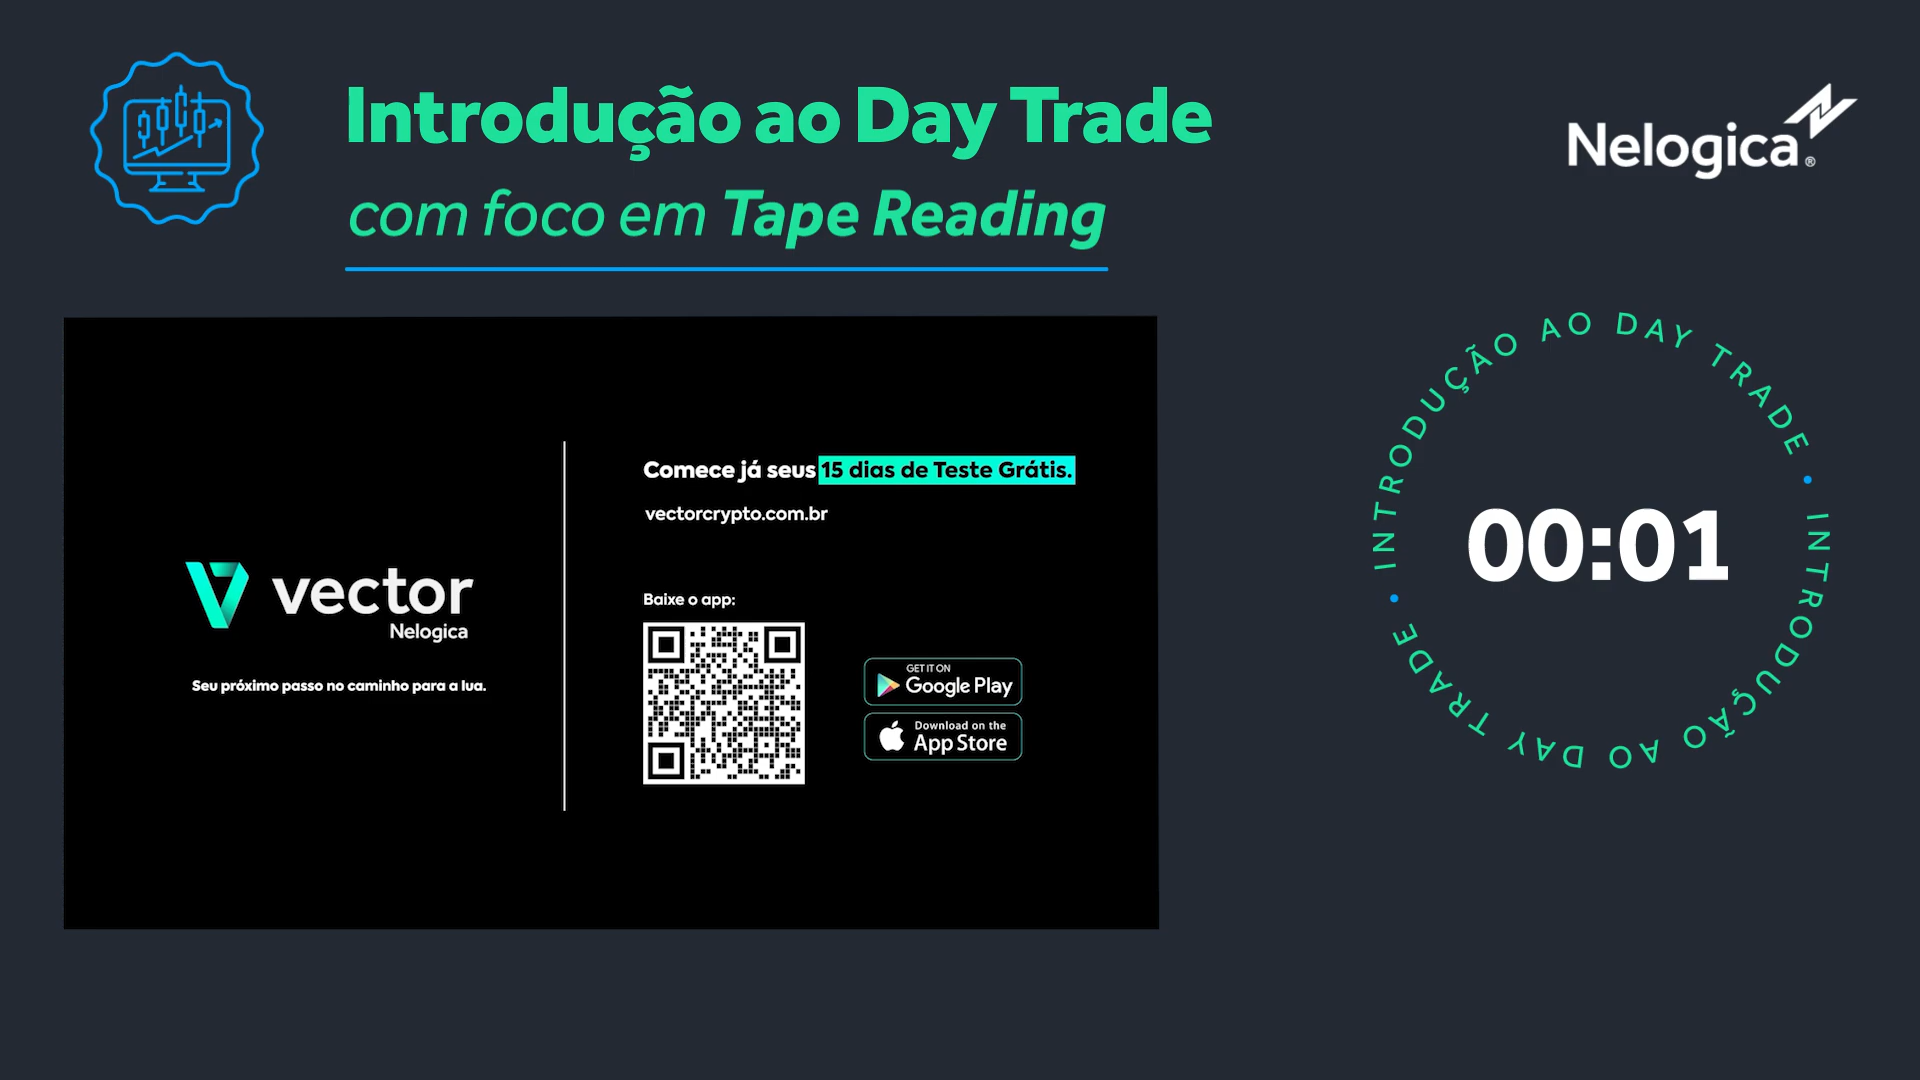 Introdução ao Day Trade
com foco em Tape Reading
Nelogica®
Comece já seus 15 dias de Teste Grátis.
vectorcrypto.com.br
vector
Nelogica
Seu próximo passo no caminho para a lua.
Baixe o app:
GET IT ON
Google Play
Download on the
App Store
INTRODUÇÃO AO DAY TRADE • INTRODUÇÃO AO DAY TRADE •
00:01